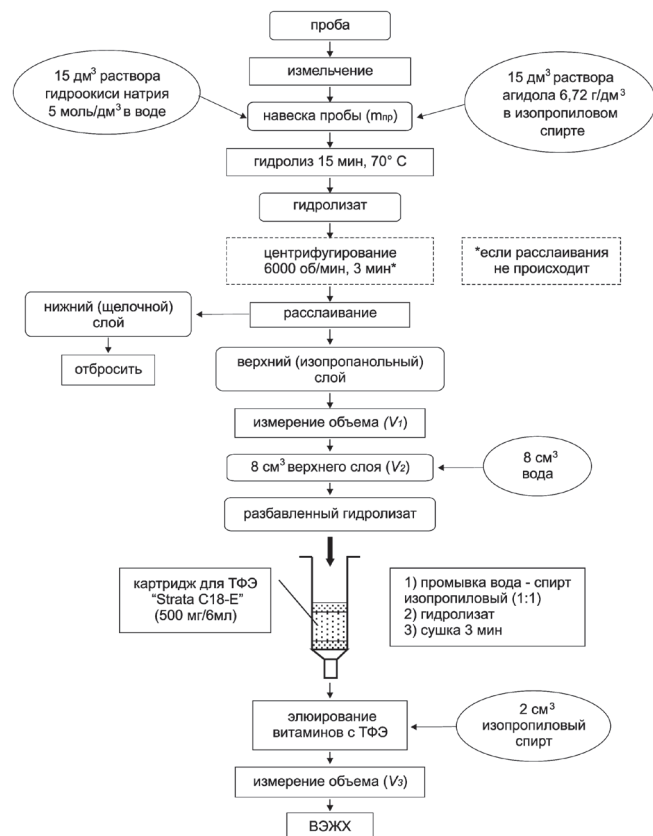 проба
измельчение
15 дм³ раствора
гидроокиси натрия
5 моль/дм³ в воде
15 дм³ раствора
агидола 6,72 г/дм³
в изопропиловом
спирте
навеска пробы (mпр)
гидролиз 15 мин, 70° С
гидролизат
центрифугирование
6000 об/мин, 3 мин*
*если расслаивания
не происходит
нижний (щелочной)
слой
расслаивание
отбросить
верхний (изопропанольный)
слой
измерение объема (V1)
8 см³ верхнего слоя (V2)
8 см³
вода
разбавленный гидролизат
картридж для ТФЭ
“Strata C18-E”
(500 мг/6мл)
1) промывка вода - спирт
изопропиловый (1:1)
2) гидролизат
3) сушка 3 мин
элюирование
витаминов с ТФЭ
2 см³
изопропиловый
спирт
измерение объема (V3)
ВЭЖХ